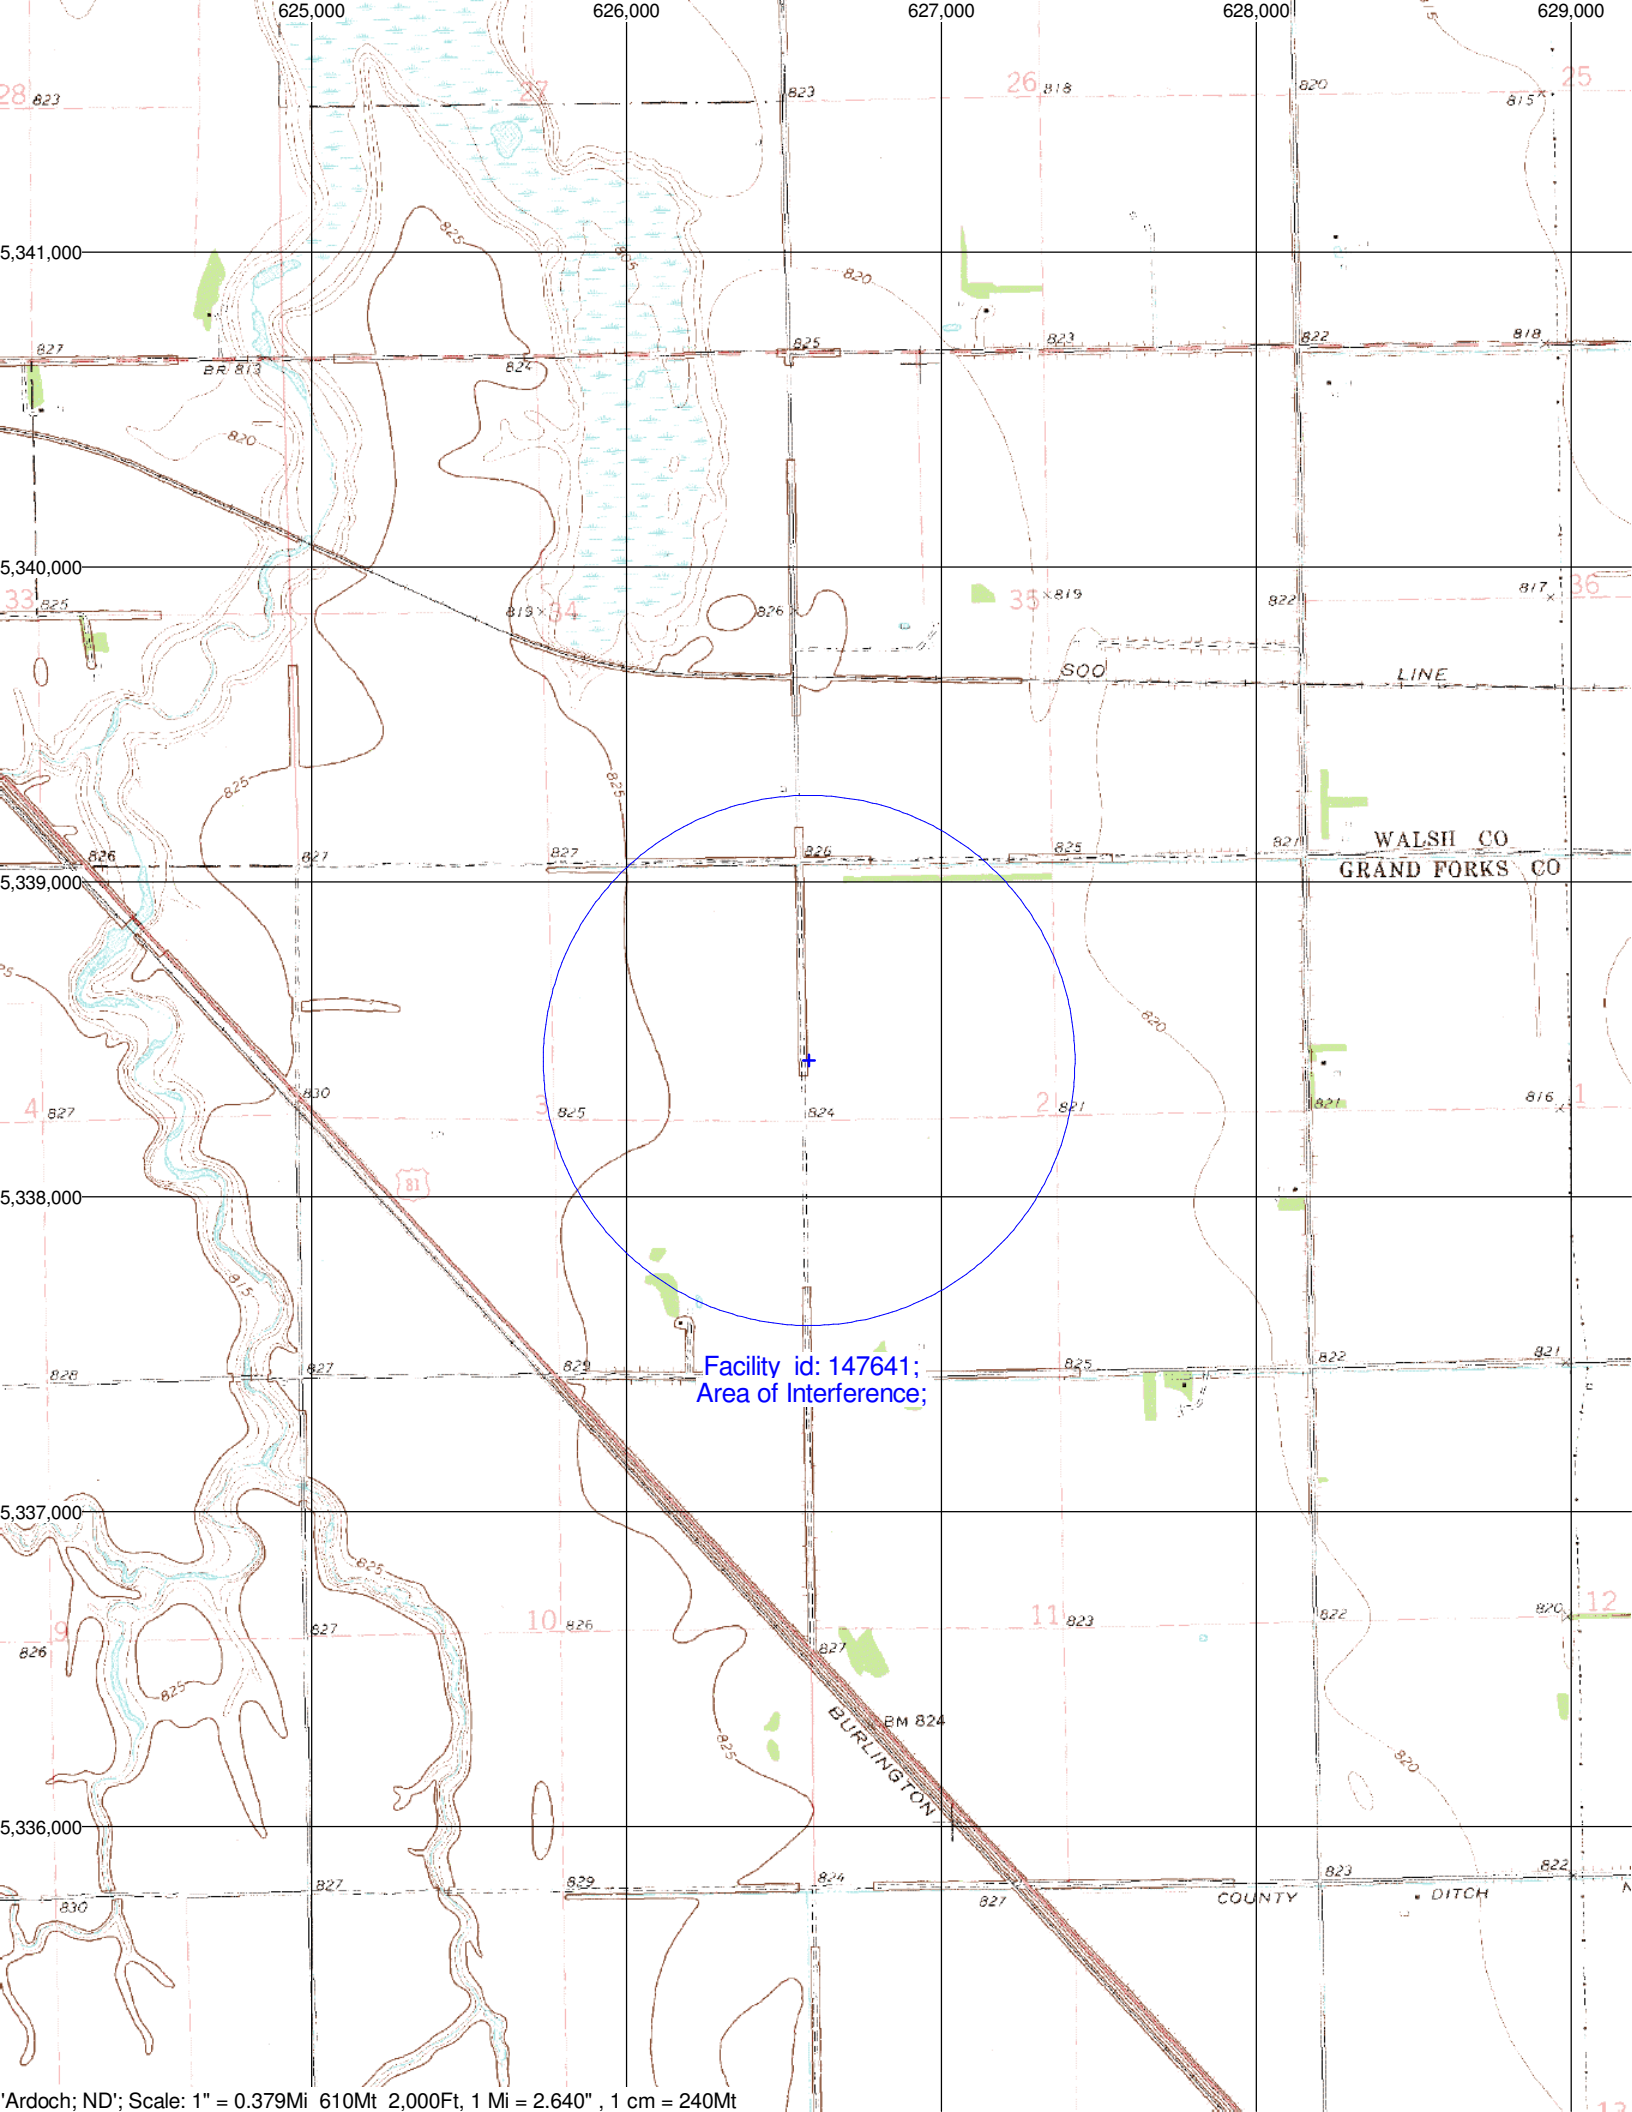 625,000 626,000 627,000 628,000 629,000
28 823 27 823 26 818 820 815 25
815
825
5,341,000
805
820
827 825 823 822 818
BR 813 824
820
5,340,000
33 825 819 34 826 35 819 822 817 36
SOO LINE
825 825
826 827 827 826 825 821 WALSH CO
5,339,000 GRAND FORKS CO
820
830
4 827 3 825 824 2 821 821 816 1
81
5,338,000
815
828 827 829 825 822 821
Facility id: 147641;
Area of Interference;
5,337,000
825
9 826 827 10 826 827 11 823 822 820 12
825
BM 824
825
BURLINGTON
820
5,336,000
830 827 829 824 827 823 822
COUNTY DITCH
'Ardoch; ND'; Scale: 1" = 0.379Mi 610Mt 2,000Ft, 1 Mi = 2.640" , 1 cm = 240Mt